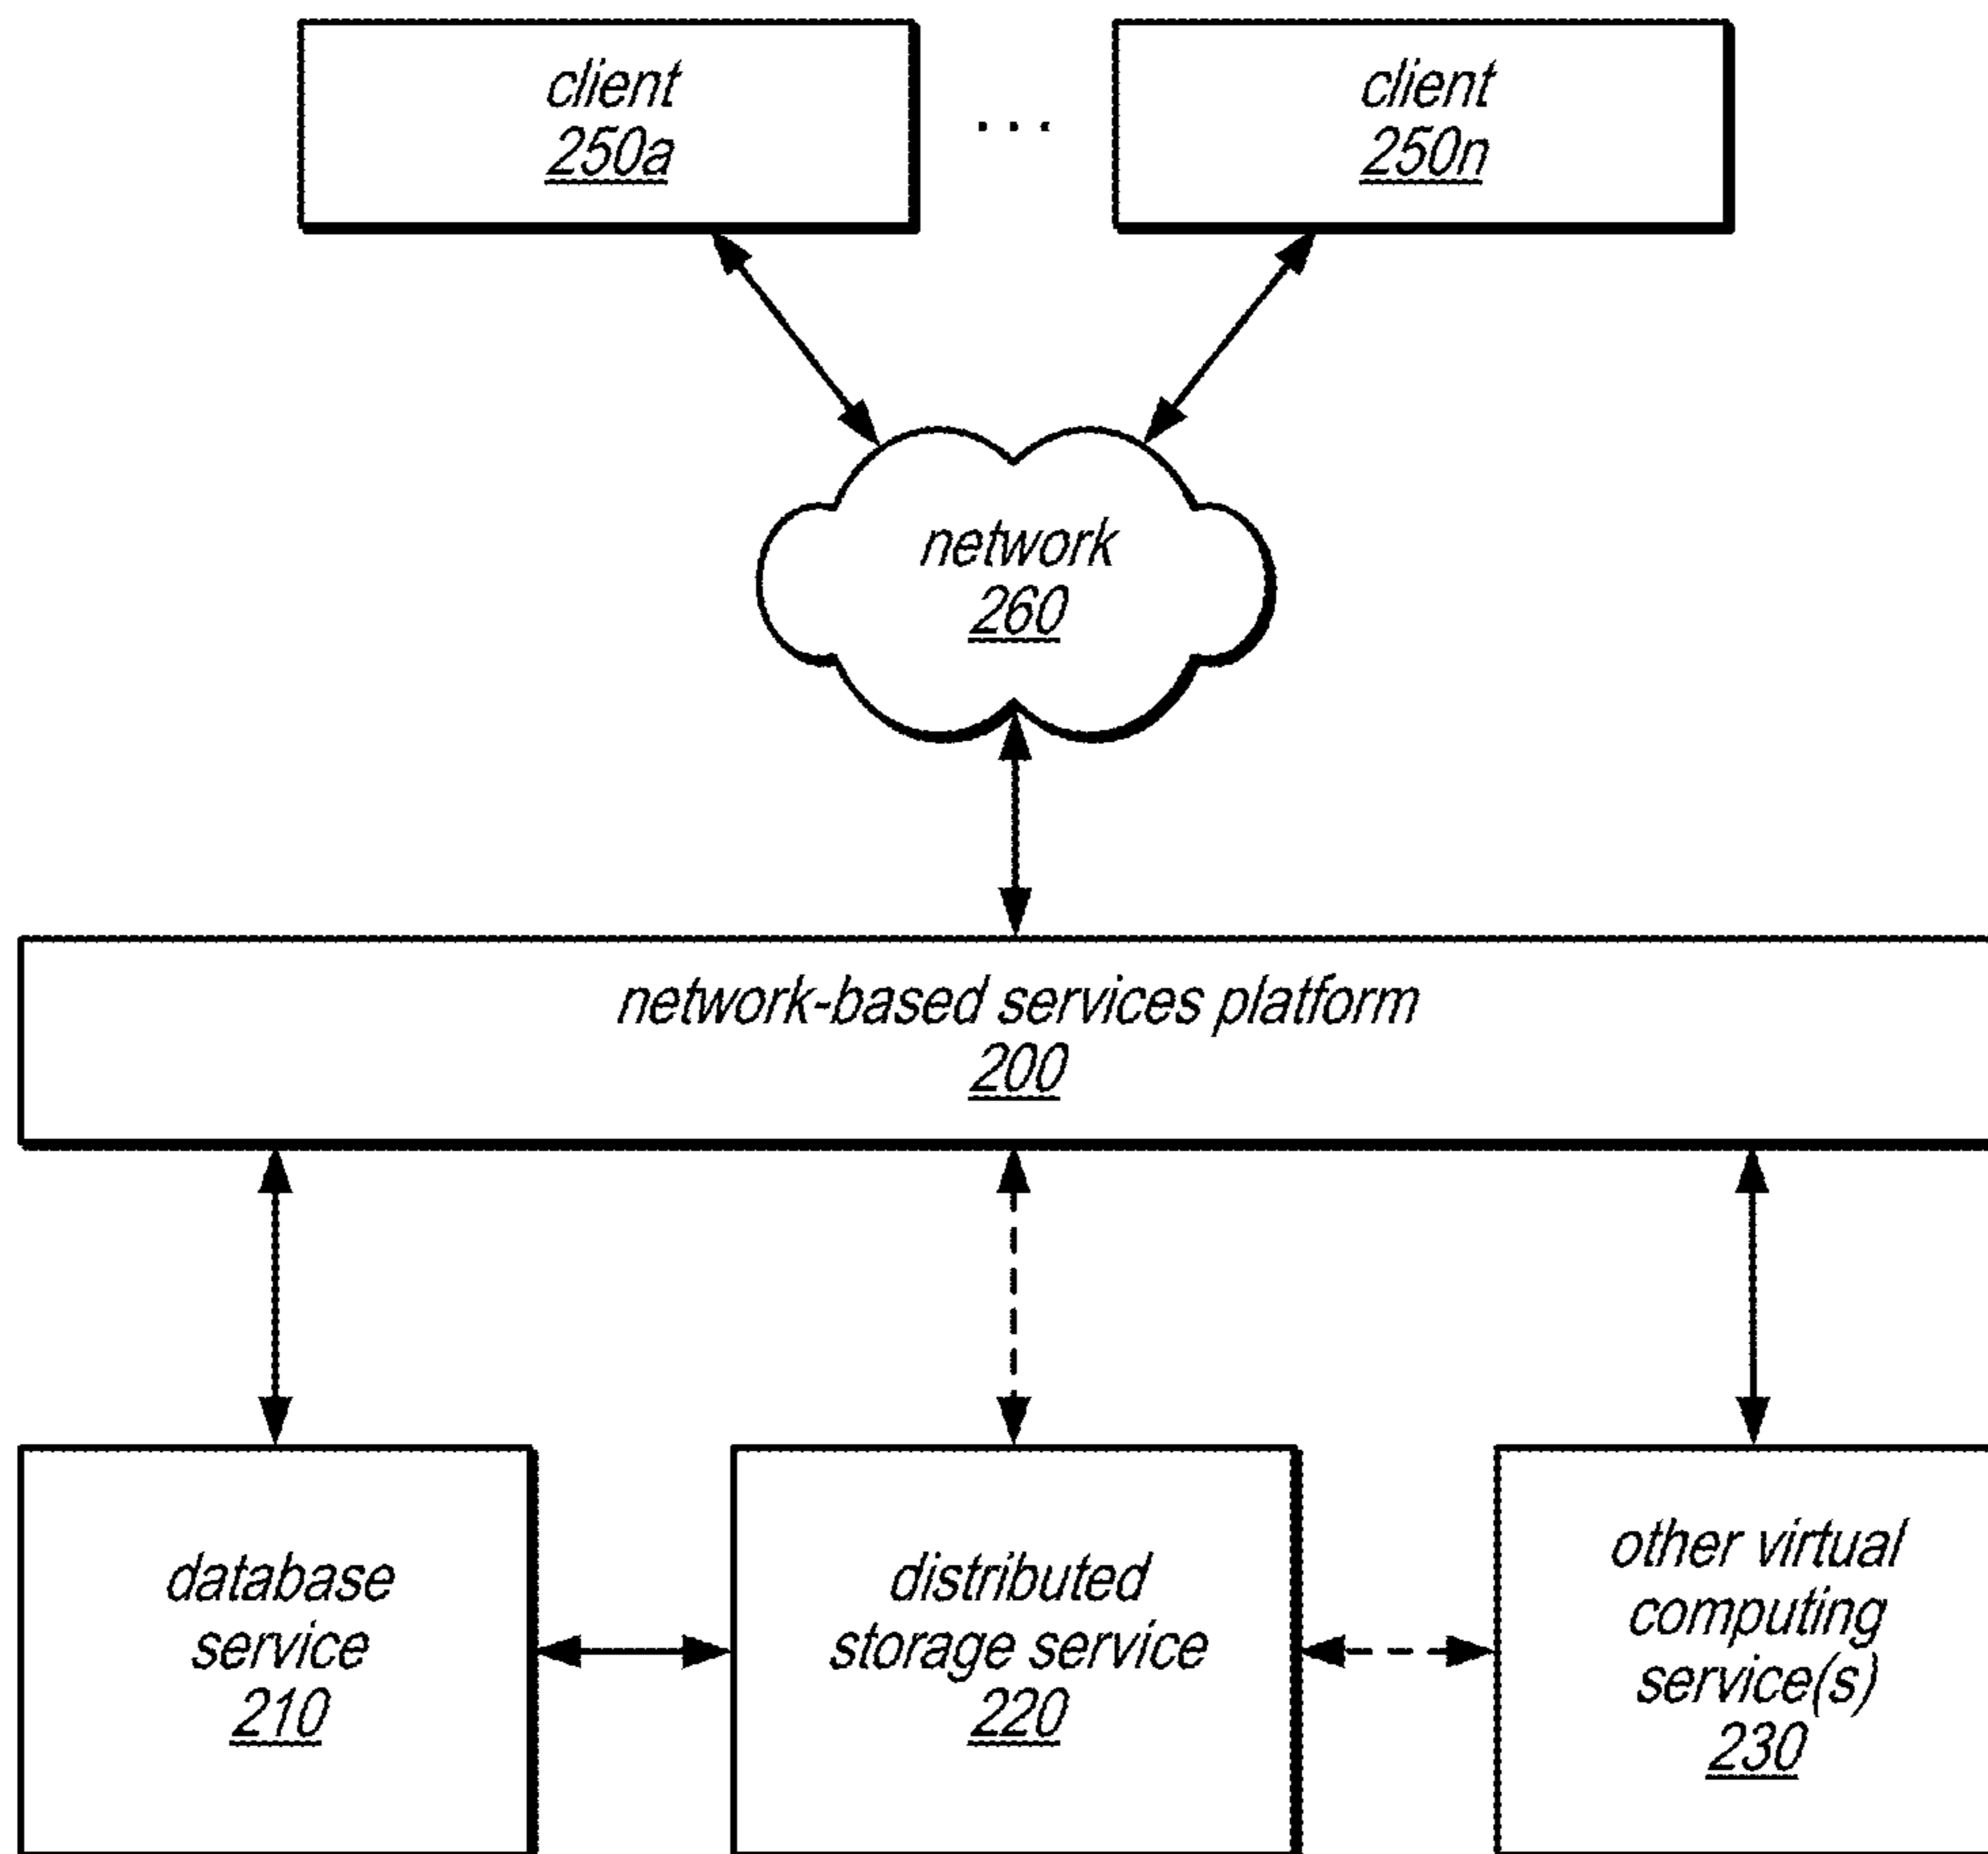 client
250a
. . .
client
250n
network
260
network-based services platform
200
database
service
210
distributed
storage service
220
other virtual
computing
service(s)
230